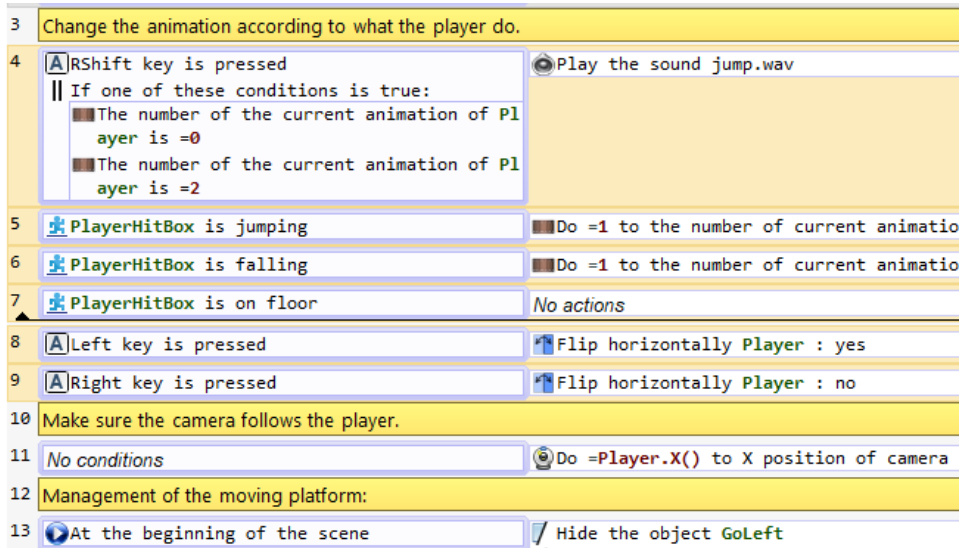 3 Change the animation according to what the player do.
4 A RShift key is pressed
Play the sound jump.wav
If one of these conditions is true:
The number of the current animation of Pl
ayer is =0
The number of the current animation of Pl
ayer is =2
5 PlayerHitBox is jumping
Do =1 to the number of current animatio
6 PlayerHitBox is falling
Do =1 to the number of current animatio
7 PlayerHitBox is on floor
No actions
8 A Left key is pressed
Flip horizontally Player : yes
9 A Right key is pressed
Flip horizontally Player : no
10 Make sure the camera follows the player.
11 No conditions
Do =Player.X() to X position of camera
12 Management of the moving platform:
13 At the beginning of the scene
Hide the object GoLeft